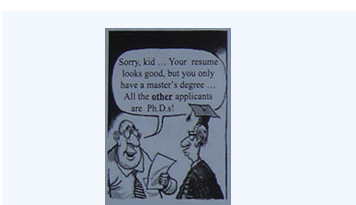 Sorry, kid ... Your resume
looks good, but you only
have a master's degree ...
All the other applicants
are Ph.D.s!